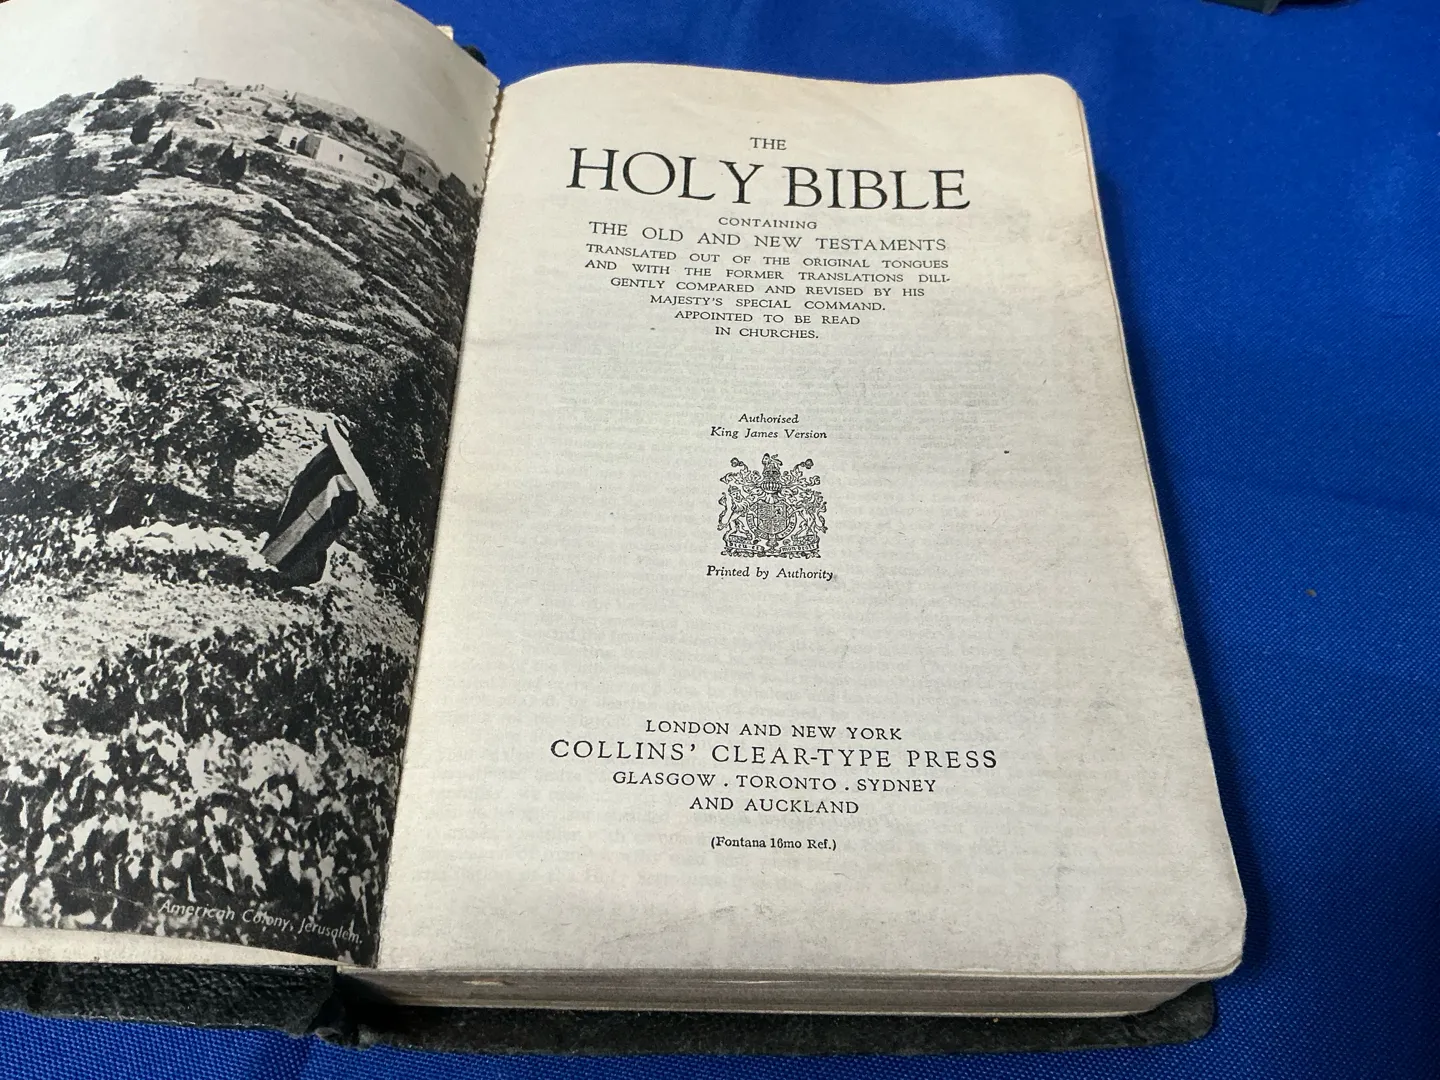 American Colony, Jerusalem.
THE
HOLY BIBLE
CONTAINING
THE OLD AND NEW TESTAMENTS
TRANSLATED OUT OF THE ORIGINAL TONGUES
AND WITH THE FORMER TRANSLATIONS DILI-
GENTLY COMPARED AND REVISED BY HIS
MAJESTY'S SPECIAL COMMAND.
APPOINTED TO BE READ
IN CHURCHES.
Authorised
King James Version
Printed by Authority
LONDON AND NEW YORK
COLLINS' CLEAR-TYPE PRESS
GLASGOW . TORONTO . SYDNEY
AND AUCKLAND
(Fontana 16mo Ref.)